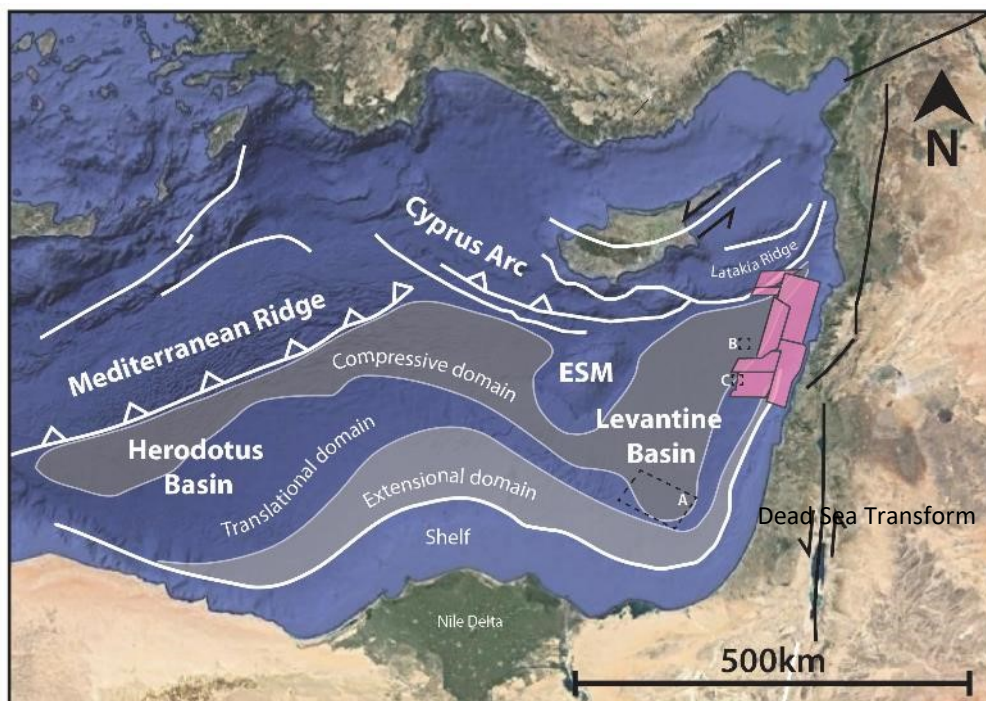 N
Cyprus Arc
Latakia Ridge
Mediterranean Ridge
B
Compressive domain
ESM
C
Levantine
Basin
Herodotus
Basin
Translational domain
Extensional domain
A
Dead Sea Transform
Shelf
Nile Delta
500km